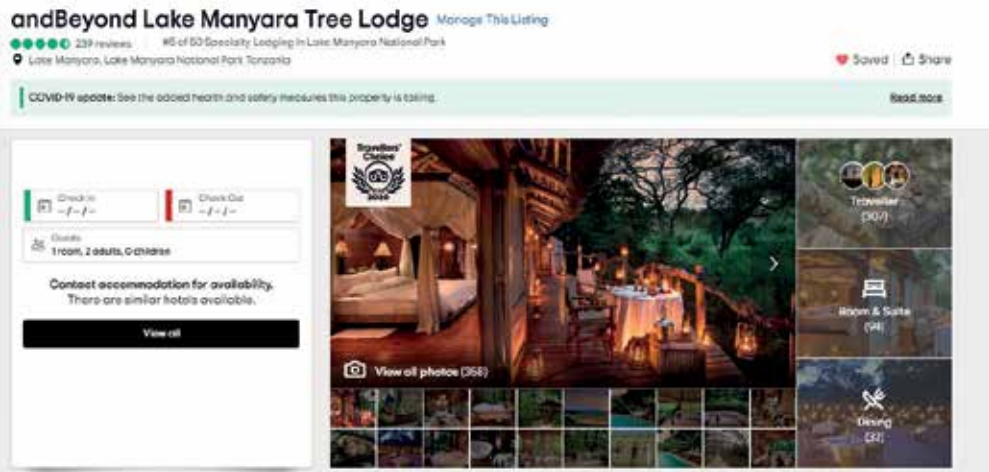 andBeyond Lake Manyara Tree Lodge Manage This Listing
239 reviews #6 of 50 Specialty Lodging in Lake Manyara National Park
Lake Manyara, Lake Manyara National Park Tanzania
Saved Share
COVID-19 update: See the added health and safety measures this property is taking. Read more
Travellers'
Choice
2020
Check In
-/-/-
Check Out
-/-/-
Guests
1 room, 2 adults, 0 children
Contact accommodation for availability.
There are similar hotels available.
View all
View all photos (358)
Traveller
(307)
Room & Suite
(94)
Dining